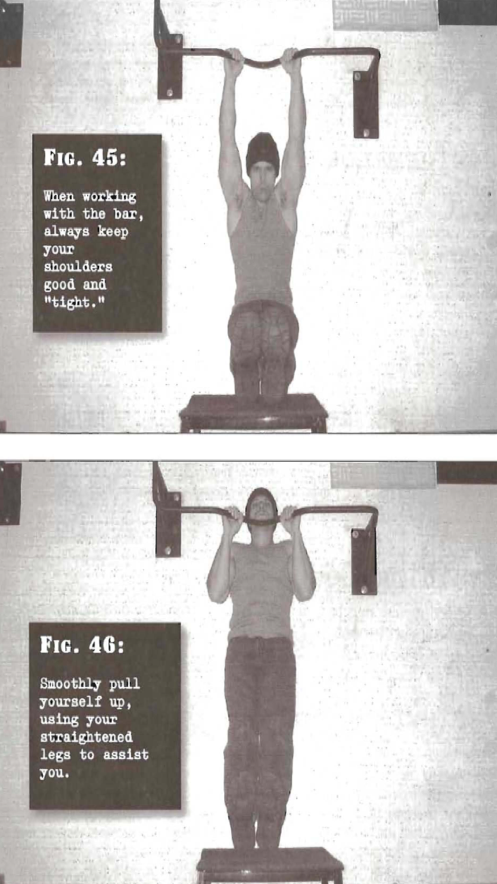 FIG. 45:
When working
with the bar,
always keep
your
shoulders
good and
"tight."
FIG. 46:
Smoothly pull
yourself up,
using your
straightened
legs to assist
you.